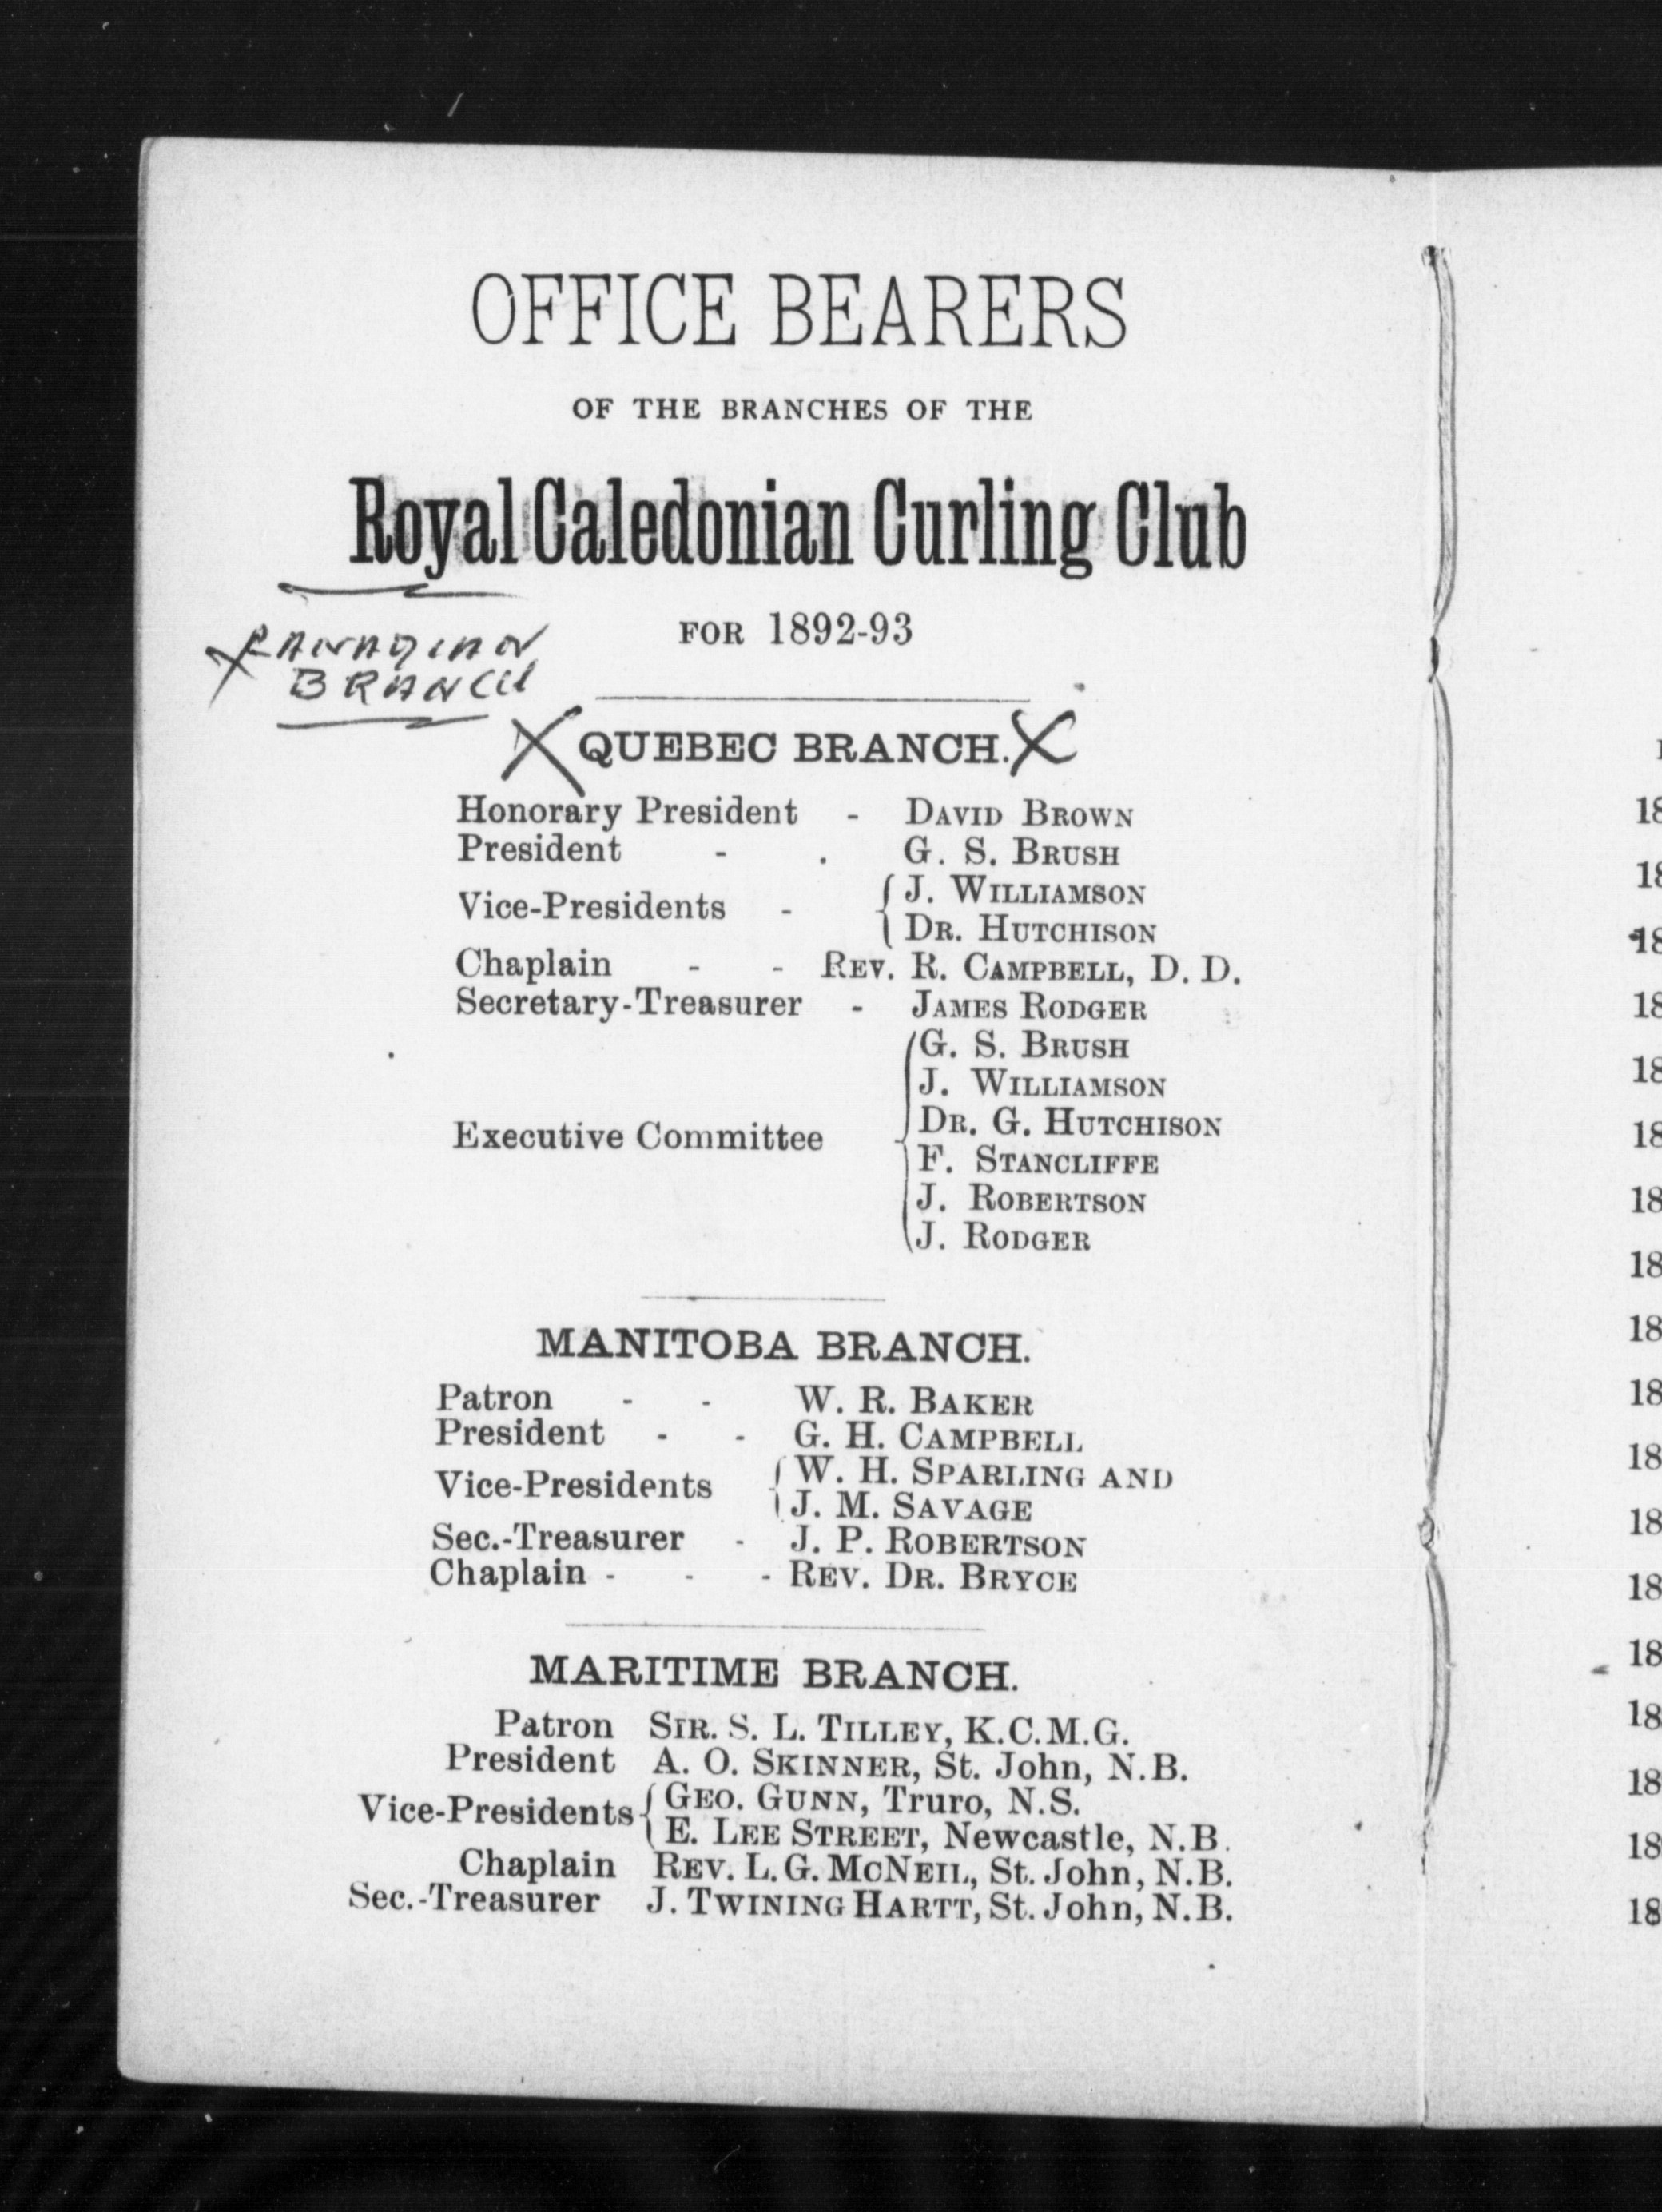 OFFICE BEARERS
OF THE BRANCHES OF THE
Royal Caledonian Curling Club
FOR 1892-93
CANADIAN
BRANCH
QUEBEC BRANCH.
Honorary President - DAVID BROWN
President - . G. S. BRUSH
Vice-Presidents - { J. WILLIAMSON
DR. HUTCHISON
Chaplain - - REV. R. CAMPBELL, D. D.
Secretary-Treasurer - JAMES RODGER
G. S. BRUSH
J. WILLIAMSON
DR. G. HUTCHISON
Executive Committee
F. STANCLIFFE
J. ROBERTSON
J. RODGER
MANITOBA BRANCH.
Patron - - W. R. BAKER
President - - G. H. CAMPBELL
Vice-Presidents { W. H. SPARLING AND
J. M. SAVAGE
Sec.-Treasurer - J. P. ROBERTSON
Chaplain - - - REV. DR. BRYCE
MARITIME BRANCH.
Patron SIR. S. L. TILLEY, K.C.M.G.
President A. O. SKINNER, St. John, N.B.
Vice-Presidents { GEO. GUNN, Truro, N.S.
E. LEE STREET, Newcastle, N.B.
Chaplain REV. L. G. MCNEIL, St. John, N.B.
Sec.-Treasurer J. TWINING HARTT, St. John, N.B.